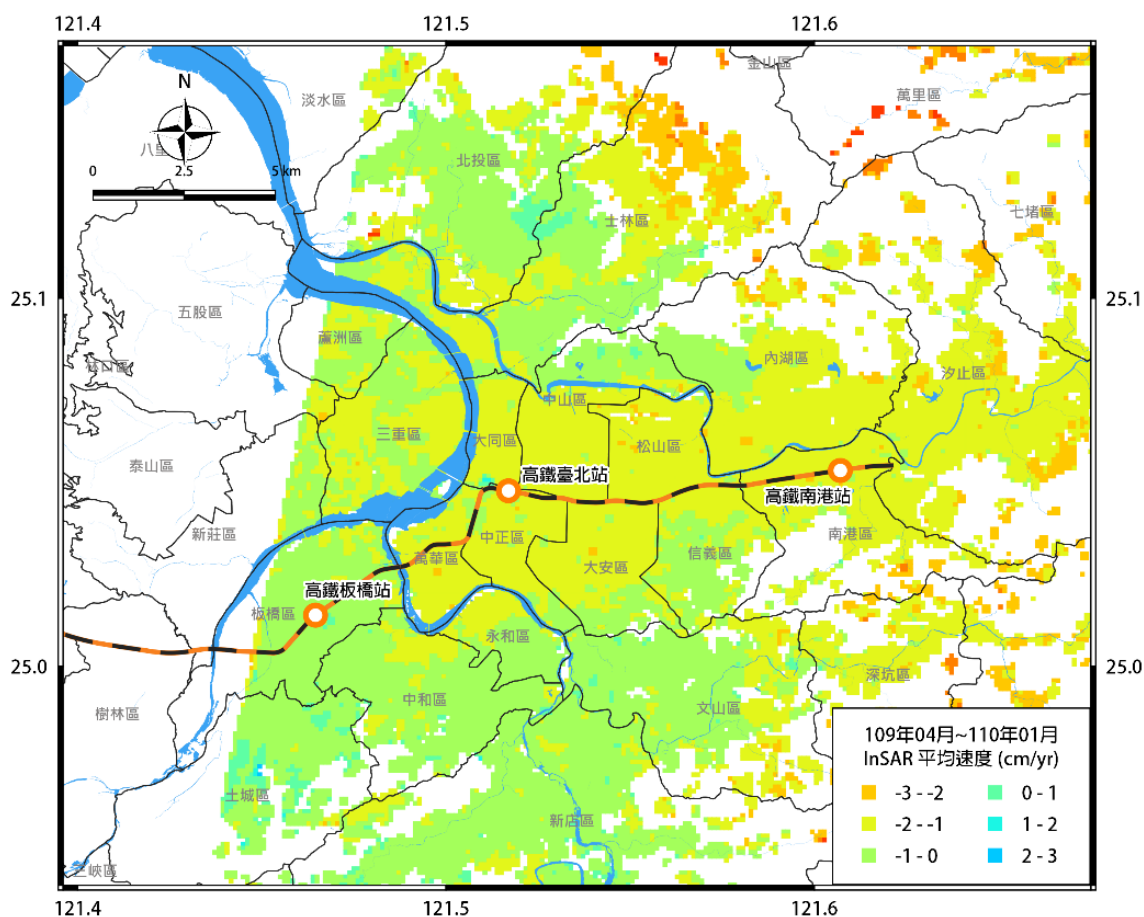 121.4
121.5
121.6
金山區
淡水區
萬里區
N
八里
北投區
0
2.5
5 km
七堵區
士林區
25.1
25.1
五股區
蘆洲區
內湖區
林口區
汐止區
中山區
三重區
大同區
松山區
泰山區
高鐵臺北站
高鐵南港站
新莊區
中正區
南港區
萬華區
信義區
大安區
高鐵板橋站
板橋區
永和區
25.0
25.0
深坑區
中和區
樹林區
文山區
109年04月~110年01月
InSAR 平均速度 (cm/yr)
-3 - -2
0 - 1
土城區
-2 - -1
1 - 2
新店區
-1 - 0
2 - 3
三峽區
121.4
121.5
121.6